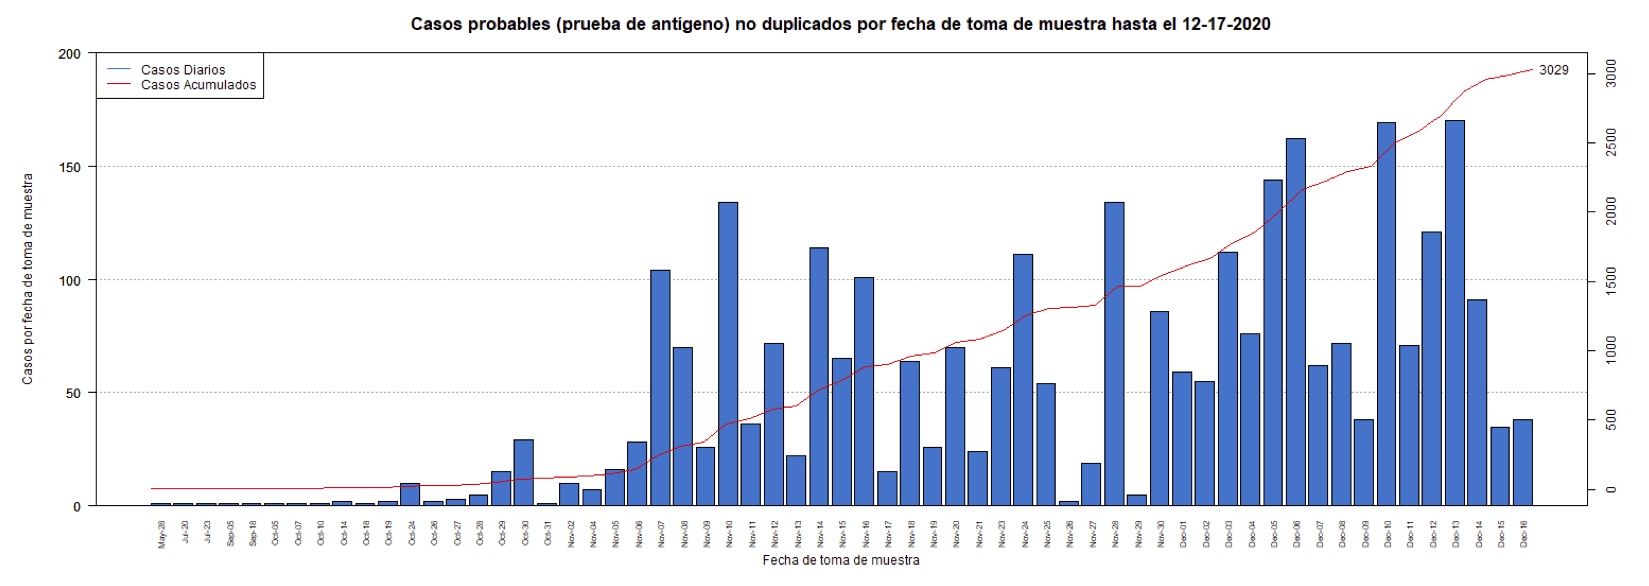 Casos probables (prueba de antígeno) no duplicados por fecha de toma de muestra hasta el 12-17-2020
Casos Diarios
Casos Acumulados
Casos por fecha de toma de muestra
200
150
100
50
0
3029
3000
2500
2000
1500
1000
500
0
May-28
Jul-20
Jul-23
Sep-05
Sep-18
Oct-05
Oct-07
Oct-10
Oct-14
Oct-18
Oct-19
Oct-24
Oct-26
Oct-27
Oct-28
Oct-29
Oct-30
Oct-31
Nov-02
Nov-04
Nov-05
Nov-06
Nov-07
Nov-08
Nov-09
Nov-10
Nov-11
Nov-12
Nov-13
Nov-14
Nov-15
Nov-16
Nov-17
Nov-18
Nov-19
Nov-20
Nov-21
Nov-23
Nov-24
Nov-25
Nov-26
Nov-27
Nov-28
Nov-29
Nov-30
Dec-01
Dec-02
Dec-03
Dec-04
Dec-05
Dec-06
Dec-07
Dec-08
Dec-09
Dec-10
Dec-11
Dec-12
Dec-13
Dec-14
Dec-15
Dec-16
Fecha de toma de muestra